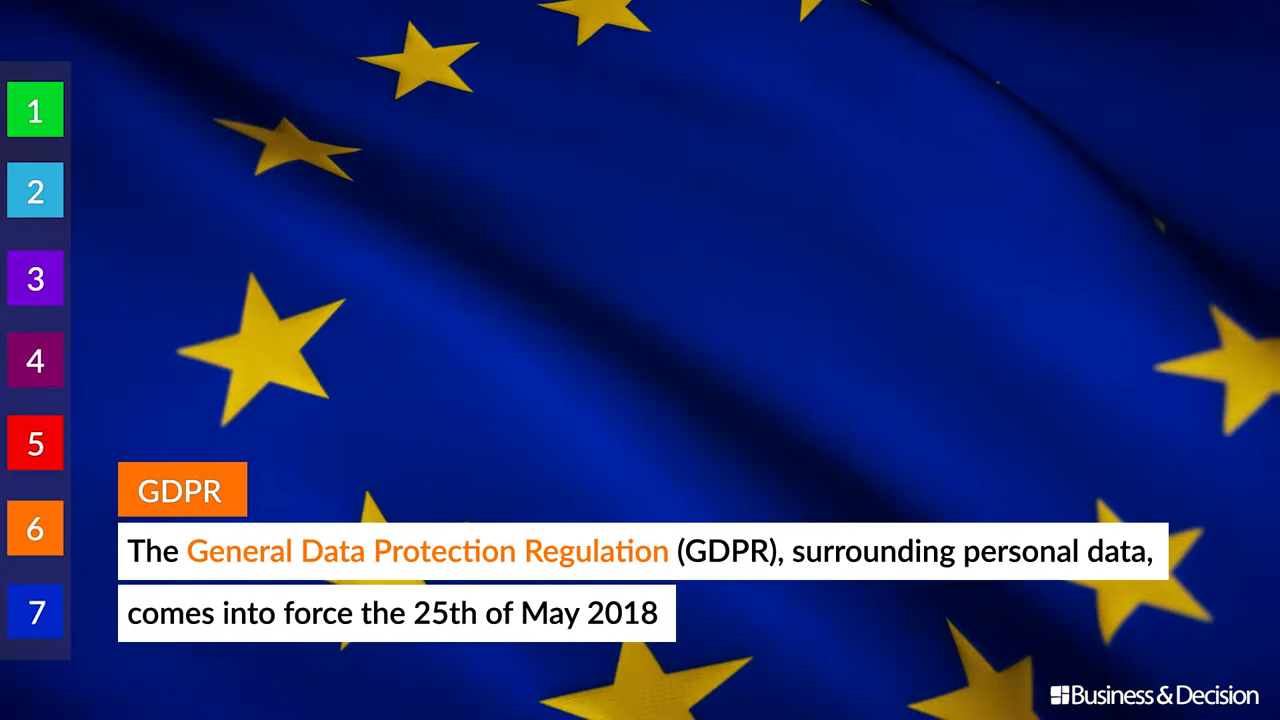 1
2
3
4
5
6
7
GDPR
The General Data Protection Regulation (GDPR), surrounding personal data,
comes into force the 25th of May 2018
Business & Decision